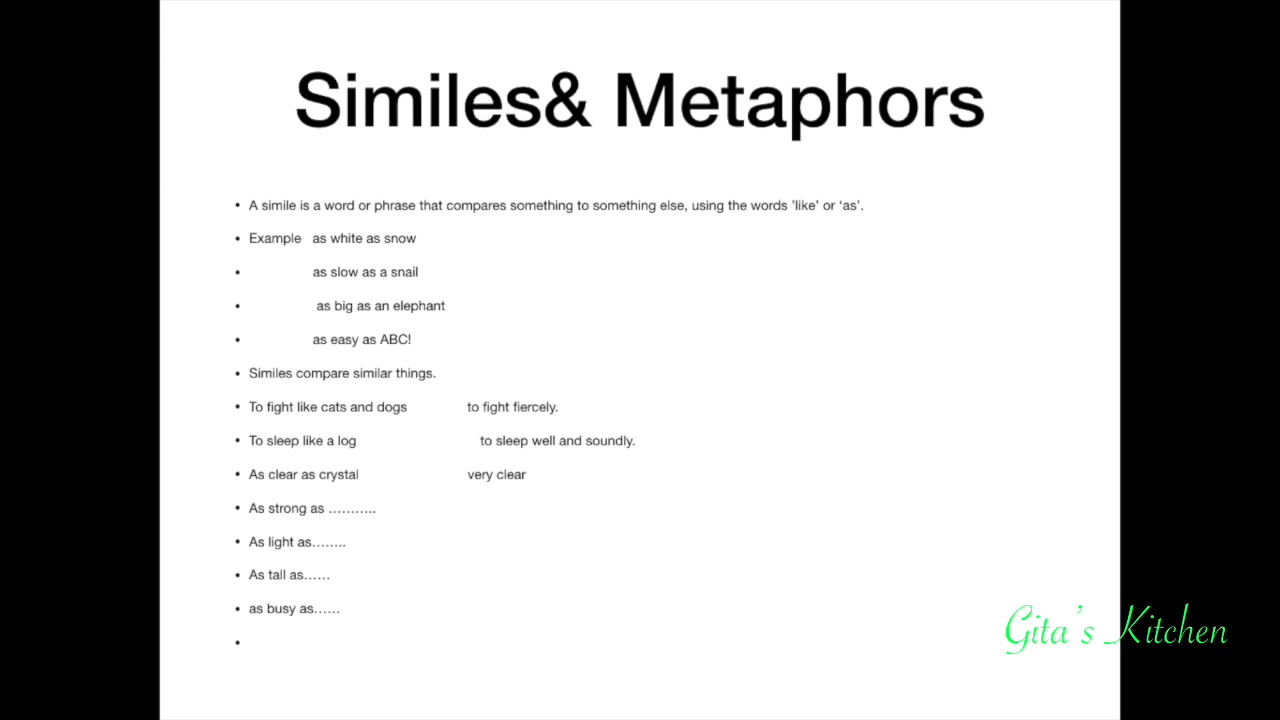 Similes& Metaphors
• A simile is a word or phrase that compares something to something else, using the words ’like’ or ‘as’.
• Example as white as snow
• as slow as a snail
• as big as an elephant
• as easy as ABC!
• Similes compare similar things.
• To fight like cats and dogs to fight fiercely.
• To sleep like a log to sleep well and soundly.
• As clear as crystal very clear
• As strong as ………..
• As light as……..
• As tall as……
• as busy as……
•
Gita’s Kitchen